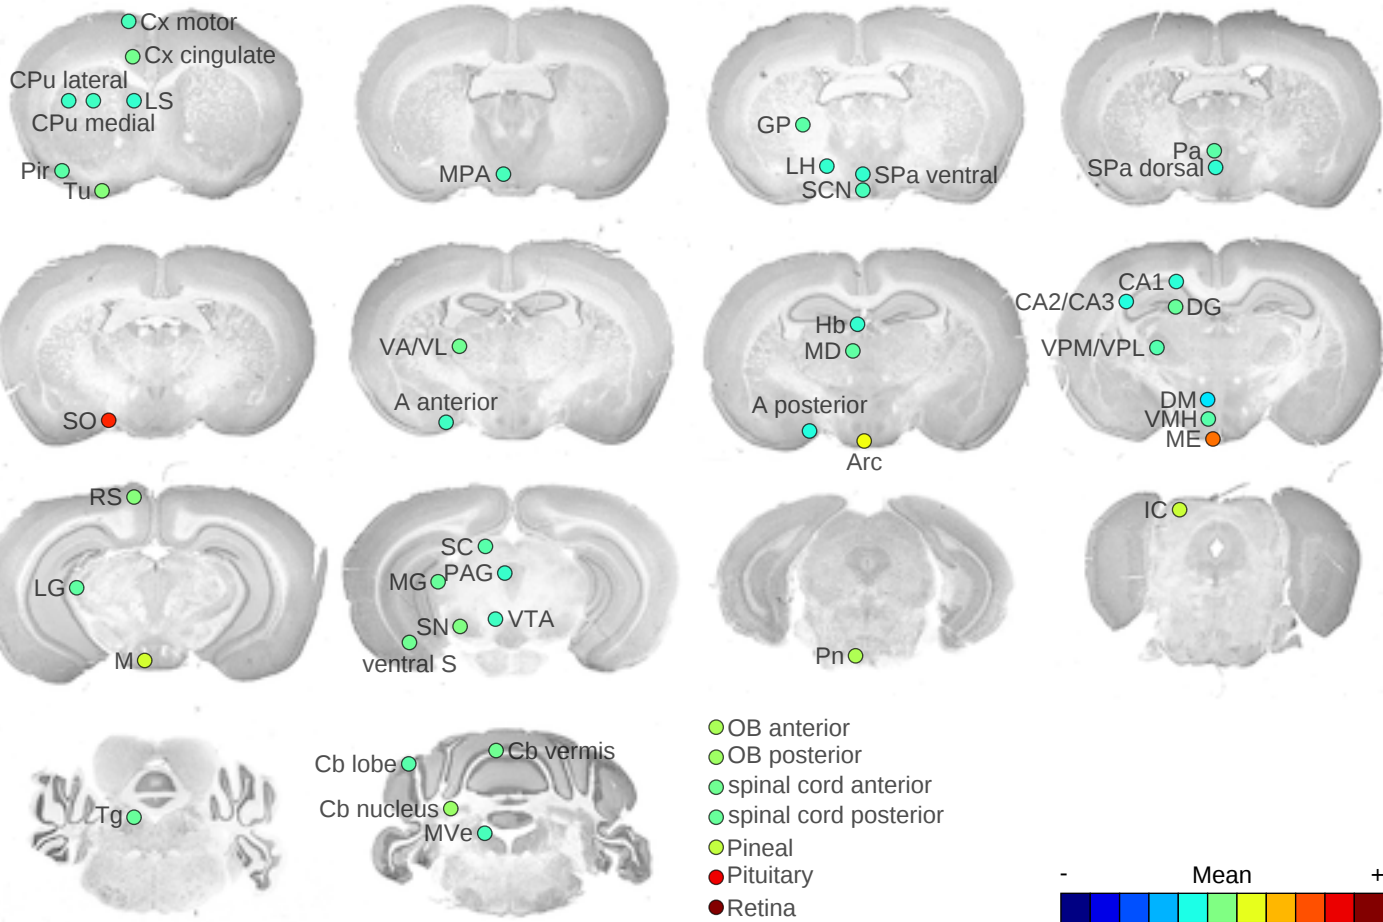 Cx motor
Cx cingulate
CPu lateral
LS
CPu medial
Pir
Tu
MPA
GP
LH
SPa ventral
SCN
Pa
SPa dorsal
SO
VA/VL
A anterior
Hb
MD
A posterior
Arc
CA1
CA2/CA3
DG
VPM/VPL
DM
VMH
ME
RS
LG
M
SC
MG
PAG
SN
VTA
ventral S
Pn
IC
Tg
Cb lobe
Cb vermis
Cb nucleus
MVe
OB anterior
OB posterior
spinal cord anterior
spinal cord posterior
Pineal
Pituitary
Retina
- Mean +